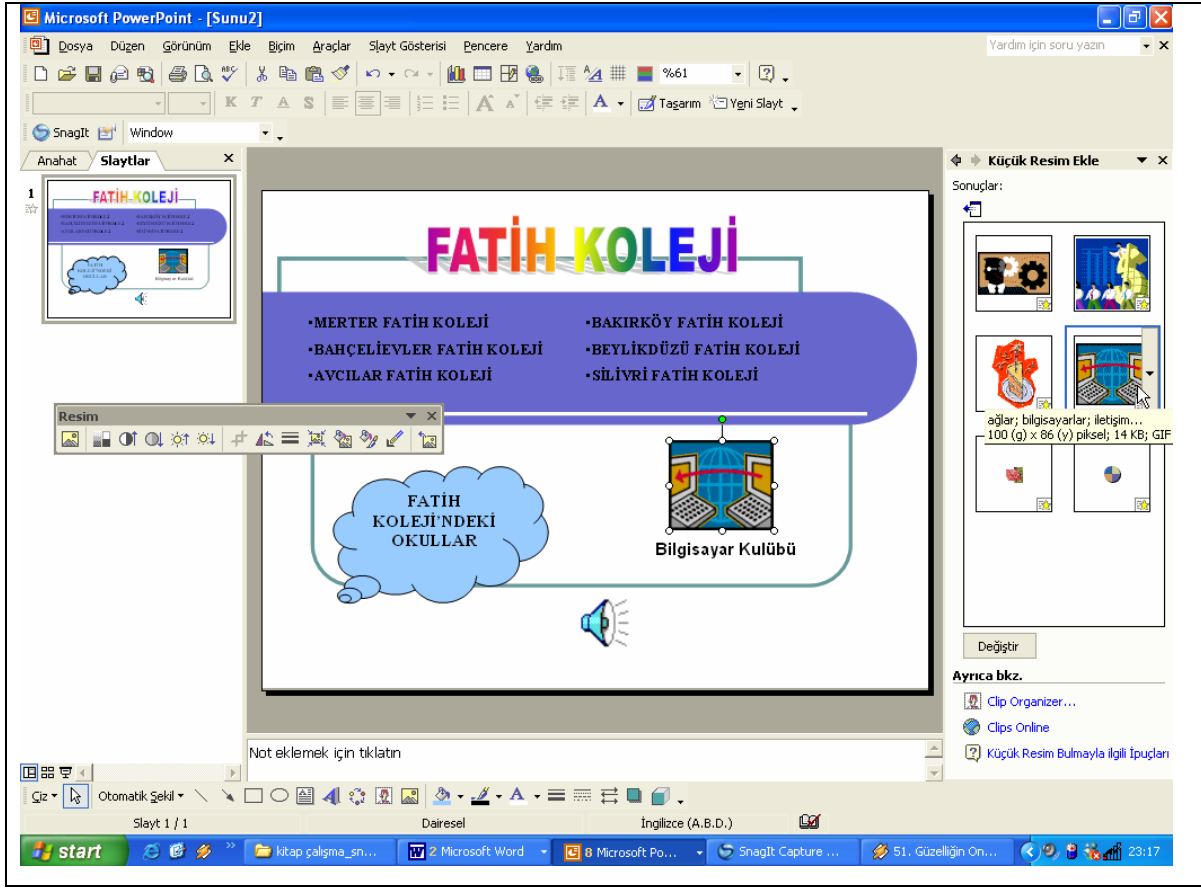 Microsoft PowerPoint - [Sunu2]
Dosya Düzen Görünüm Ekle Biçim Araçlar Slayt Gösterisi Pencere Yardım
Yardım için soru yazın
%61
K T A S
Tasarım Yeni Slayt
SnagIt Window
Anahat Slaytlar
Küçük Resim Ekle
Sonuçlar:
1
FATİH KOLEJİ
FATİH KOLEJİ
•MERTER FATİH KOLEJİ
•BAHÇELİEVLER FATİH KOLEJİ
•AVCILAR FATİH KOLEJİ
•BAKIRKÖY FATİH KOLEJİ
•BEYLİKDÜZÜ FATİH KOLEJİ
•SİLİVRİ FATİH KOLEJİ
Bilgisayar Kulübü
Resim
FATİH
KOLEJİ'NDEKİ
OKULLAR
Bilgisayar Kulübü
ağlar; bilgisayarlar; iletişim...
100 (g) x 86 (y) piksel; 14 KB; GIF
Değiştir
Ayrıca bkz.
Clip Organizer...
Clips Online
Küçük Resim Bulmayla ilgili İpuçları
Not eklemek için tıklatın
Çiz Otomatik Şekil
Slayt 1 / 1
Dairesel
İngilizce (A.B.D.)
start
kitap çalışma_sn...
2 Microsoft Word
8 Microsoft Po...
SnagIt Capture ...
51. Güzelliğin On...
23:17